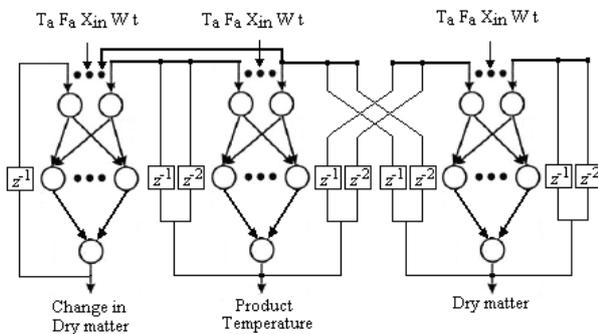 Tₐ Fₐ Xᵢₙ W t
Tₐ Fₐ Xᵢₙ W t
Tₐ Fₐ Xᵢₙ W t
z⁻¹
z⁻¹
z⁻²
z⁻¹
z⁻²
z⁻¹
z⁻²
z⁻¹
z⁻²
Change in
Dry matter
Product
Temperature
Dry matter